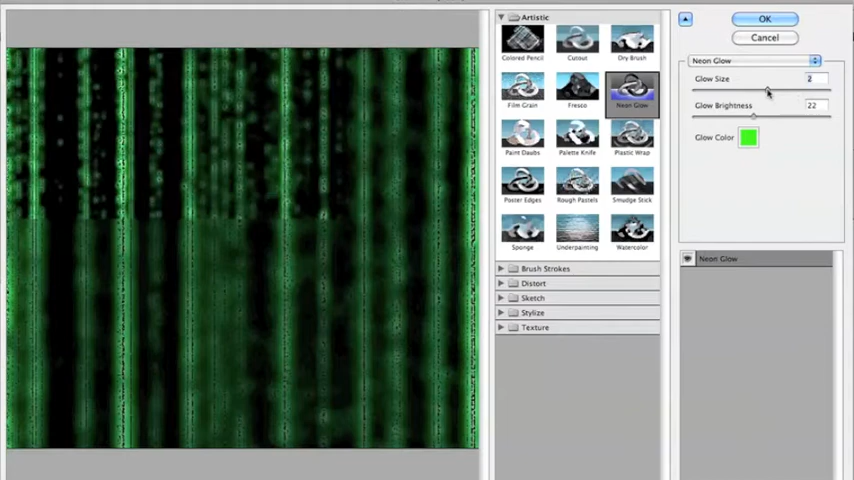 Artistic
Colored Pencil
Cutout
Dry Brush
Film Grain
Fresco
Neon Glow
Paint Daubs
Palette Knife
Plastic Wrap
Poster Edges
Rough Pastels
Smudge Stick
Sponge
Underpainting
Watercolor
Brush Strokes
Distort
Sketch
Stylize
Texture
OK
Cancel
Neon Glow
Glow Size 2
Glow Brightness 22
Glow Color
Neon Glow